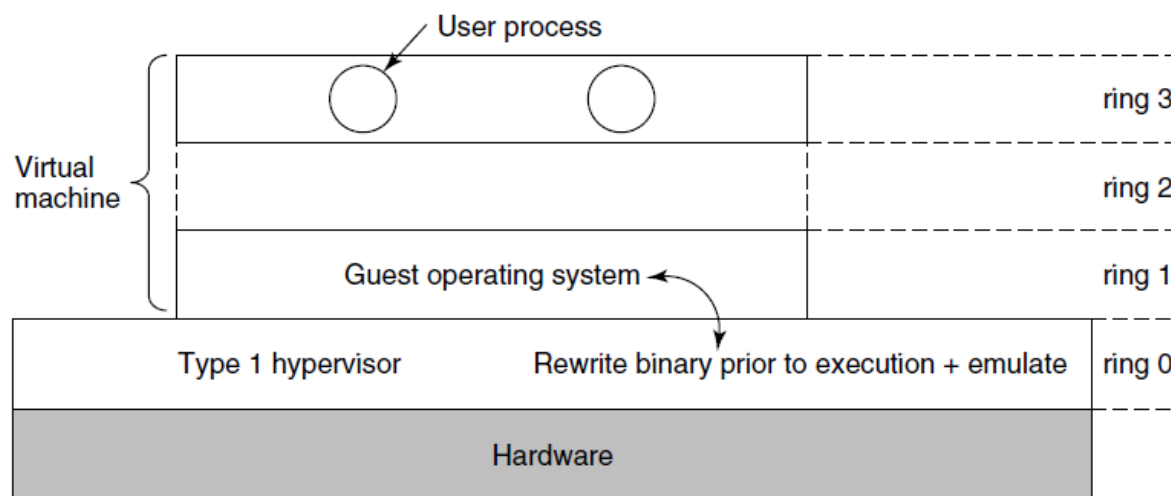 User process
ring 3
Virtual
machine
ring 2
Guest operating system
ring 1
Type 1 hypervisor
Rewrite binary prior to execution + emulate
ring 0
Hardware